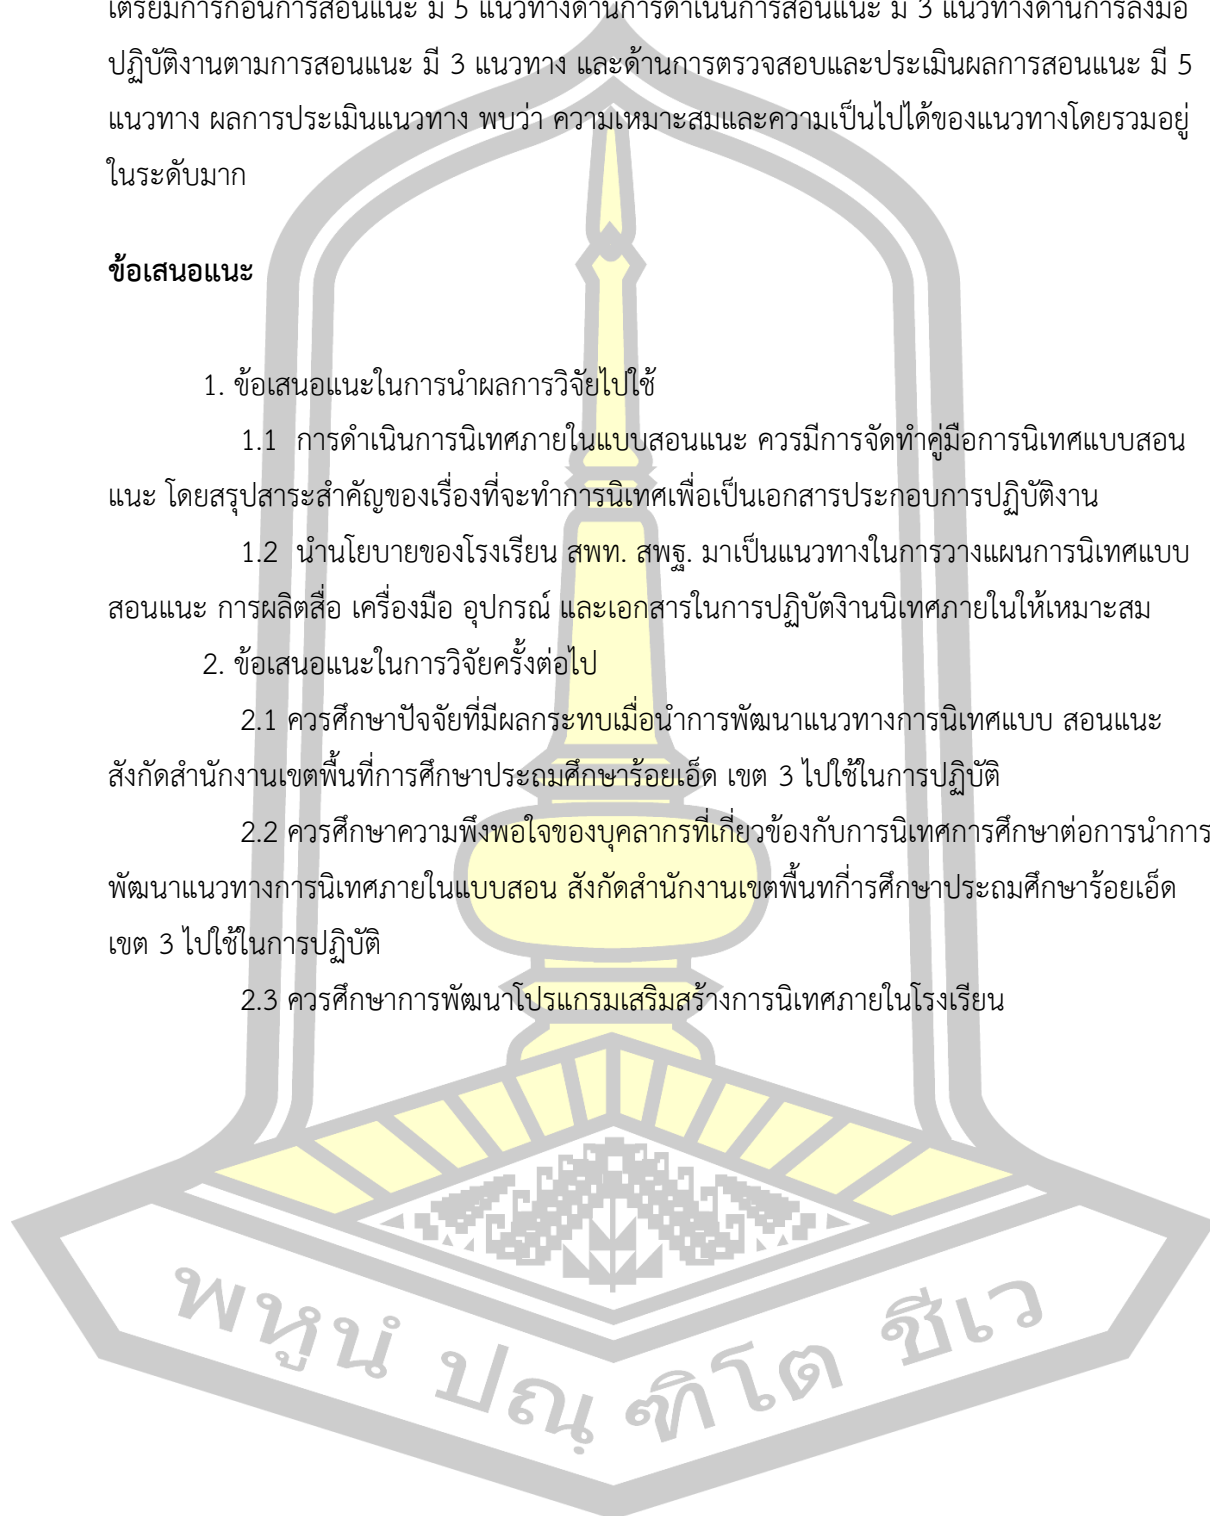 เตรียมการก่อนการสอนแนะ มี 5 แนวทางด้านการดำเนินการสอนแนะ มี 3 แนวทางด้านการลงมือ
ปฏิบัติงานตามการสอนแนะ มี 3 แนวทาง และด้านการตรวจสอบและประเมินผลการสอนแนะ มี 5
แนวทาง ผลการประเมินแนวทาง พบว่า ความเหมาะสมและความเป็นไปได้ของแนวทางโดยรวมอยู่
ในระดับมาก
ข้อเสนอแนะ
1. ข้อเสนอแนะในการนำผลการวิจัยไปใช้
1.1 การดำเนินการนิเทศภายในแบบสอนแนะ ควรมีการจัดทำคู่มือการนิเทศแบบสอน
แนะ โดยสรุปสาระสำคัญของเรื่องที่จะทำการนิเทศเพื่อเป็นเอกสารประกอบการปฏิบัติงาน
1.2 นำนโยบายของโรงเรียน สพท. สพฐ. มาเป็นแนวทางในการวางแผนการนิเทศแบบ
สอนแนะ การผลิตสื่อ เครื่องมือ อุปกรณ์ และเอกสารในการปฏิบัตงิานนิเทศภายในให้เหมาะสม
2. ข้อเสนอแนะในการวิจัยครั้งต่อไป
2.1 ควรศึกษาปัจจัยที่มีผลกระทบเมื่อนำการพัฒนาแนวทางการนิเทศแบบ สอนแนะ
สังกัดสำนักงานเขตพื้นที่การศึกษาประถมศึกษาร้อยเอ็ด เขต 3 ไปใช้ในการปฏิบัติ
2.2 ควรศึกษาความพึงพอใจของบุคลากรที่เกี่ยวข้องกับการนิเทศการศึกษาต่อการนำการ
พัฒนาแนวทางการนิเทศภายในแบบสอน สังกัดสำนักงานเขตพื้นทกี่ารศึกษาประถมศึกษาร้อยเอ็ด
เขต 3 ไปใช้ในการปฏิบัติ
2.3 ควรศึกษาการพัฒนาโปรแกรมเสริมสร้างการนิเทศภายในโรงเรียน
พหูนํ ปณฺฑิโต ชีเว